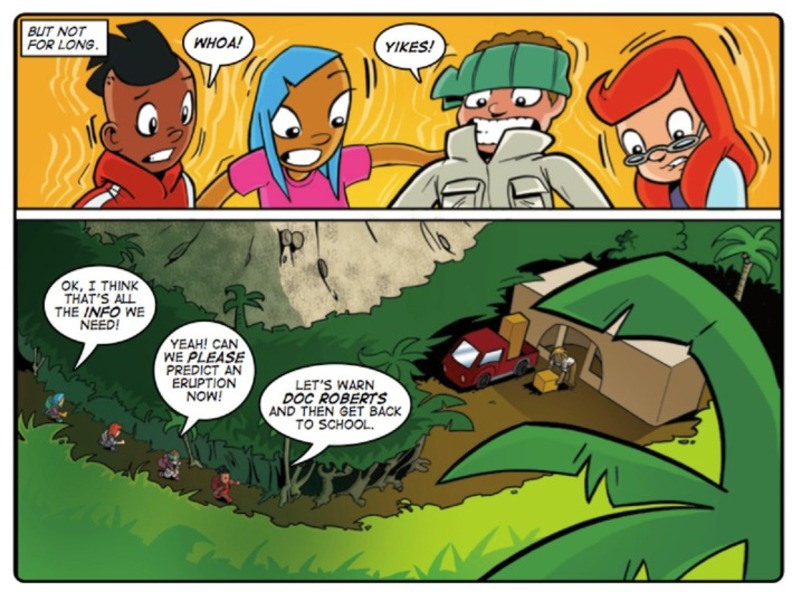 BUT NOT
FOR LONG.
WHOA!
YIKES!
OK, I THINK
THAT'S ALL
THE INFO WE
NEED!
YEAH! CAN
WE PLEASE
PREDICT AN
ERUPTION
NOW!
LET'S WARN
DOC ROBERTS
AND THEN GET BACK
TO SCHOOL.